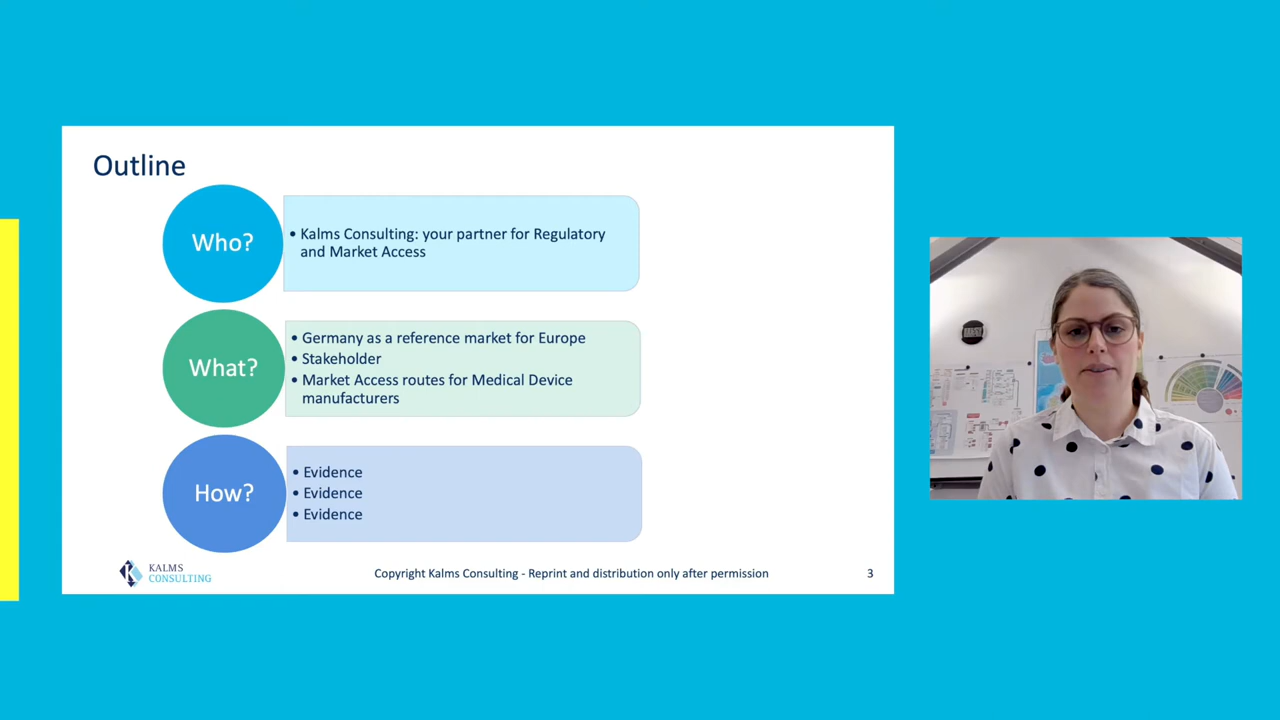 Outline
Who?
• Kalms Consulting: your partner for Regulatory
and Market Access
What?
• Germany as a reference market for Europe
• Stakeholder
• Market Access routes for Medical Device
manufacturers
How?
• Evidence
• Evidence
• Evidence
KALMS
CONSULTING
Copyright Kalms Consulting - Reprint and distribution only after permission
3